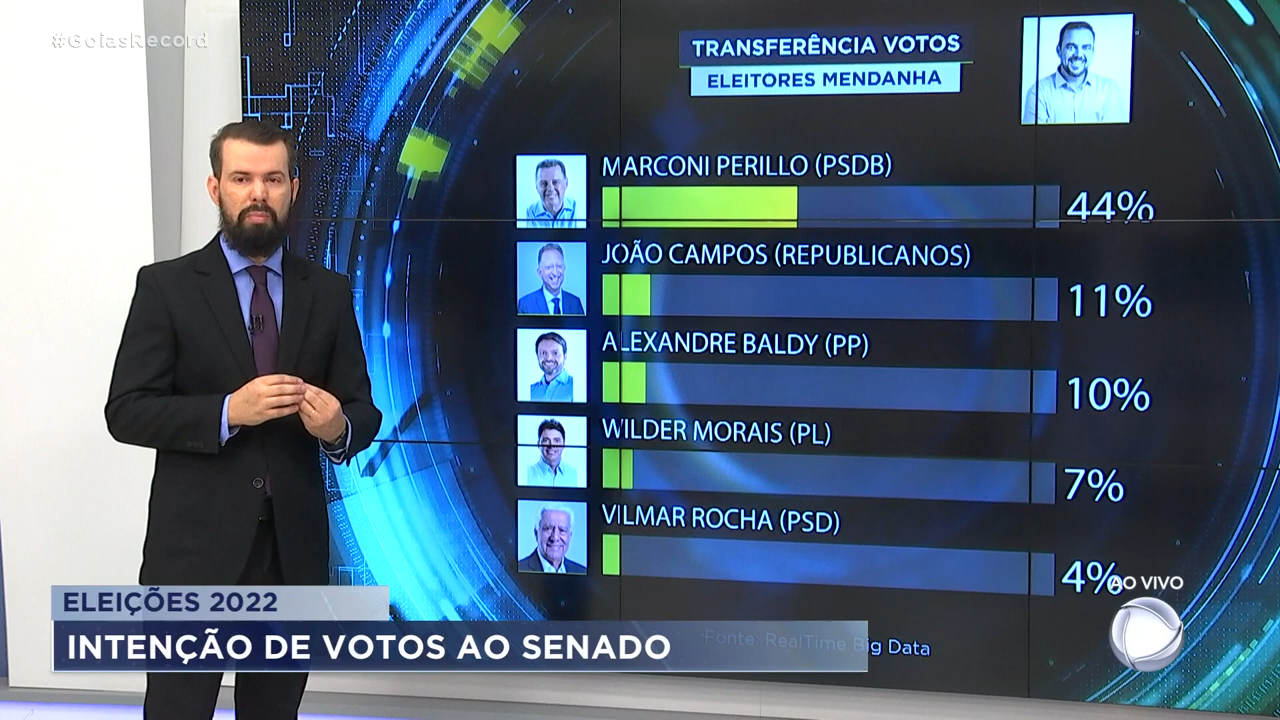 #GoiásRecord
TRANSFERÊNCIA VOTOS
ELEITORES MENDANHA
MARCONI PERILLO (PSDB)
44%
JOÃO CAMPOS (REPUBLICANOS)
11%
ALEXANDRE BALDY (PP)
10%
WILDER MORAIS (PL)
7%
VILMAR ROCHA (PSD)
4%
AO VIVO
ELEIÇÕES 2022
INTENÇÃO DE VOTOS AO SENADO
Fonte: RealTime Big Data